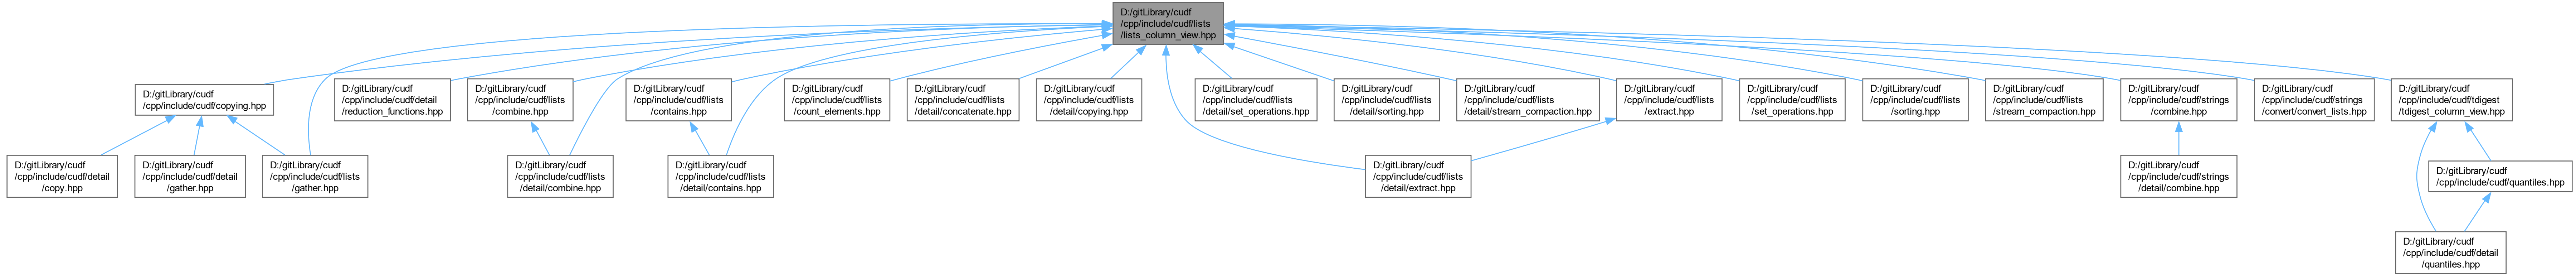 D:/gitLibrary/cudf
/cpp/include/cudf/lists
/lists_column_view.hpp
D:/gitLibrary/cudf
/cpp/include/cudf/copying.hpp
D:/gitLibrary/cudf
/cpp/include/cudf/detail
/reduction_functions.hpp
D:/gitLibrary/cudf
/cpp/include/cudf/lists
/combine.hpp
D:/gitLibrary/cudf
/cpp/include/cudf/lists
/contains.hpp
D:/gitLibrary/cudf
/cpp/include/cudf/lists
/count_elements.hpp
D:/gitLibrary/cudf
/cpp/include/cudf/lists
/detail/concatenate.hpp
D:/gitLibrary/cudf
/cpp/include/cudf/lists
/detail/copying.hpp
D:/gitLibrary/cudf
/cpp/include/cudf/lists
/detail/set_operations.hpp
D:/gitLibrary/cudf
/cpp/include/cudf/lists
/detail/sorting.hpp
D:/gitLibrary/cudf
/cpp/include/cudf/lists
/detail/stream_compaction.hpp
D:/gitLibrary/cudf
/cpp/include/cudf/lists
/extract.hpp
D:/gitLibrary/cudf
/cpp/include/cudf/lists
/set_operations.hpp
D:/gitLibrary/cudf
/cpp/include/cudf/lists
/sorting.hpp
D:/gitLibrary/cudf
/cpp/include/cudf/lists
/stream_compaction.hpp
D:/gitLibrary/cudf
/cpp/include/cudf/strings
/combine.hpp
D:/gitLibrary/cudf
/cpp/include/cudf/strings
/convert/convert_lists.hpp
D:/gitLibrary/cudf
/cpp/include/cudf/tdigest
/tdigest_column_view.hpp
D:/gitLibrary/cudf
/cpp/include/cudf/detail
/copy.hpp
D:/gitLibrary/cudf
/cpp/include/cudf/detail
/gather.hpp
D:/gitLibrary/cudf
/cpp/include/cudf/lists
/gather.hpp
D:/gitLibrary/cudf
/cpp/include/cudf/lists
/detail/combine.hpp
D:/gitLibrary/cudf
/cpp/include/cudf/lists
/detail/contains.hpp
D:/gitLibrary/cudf
/cpp/include/cudf/lists
/detail/extract.hpp
D:/gitLibrary/cudf
/cpp/include/cudf/strings
/detail/combine.hpp
D:/gitLibrary/cudf
/cpp/include/cudf/quantiles.hpp
D:/gitLibrary/cudf
/cpp/include/cudf/detail
/quantiles.hpp